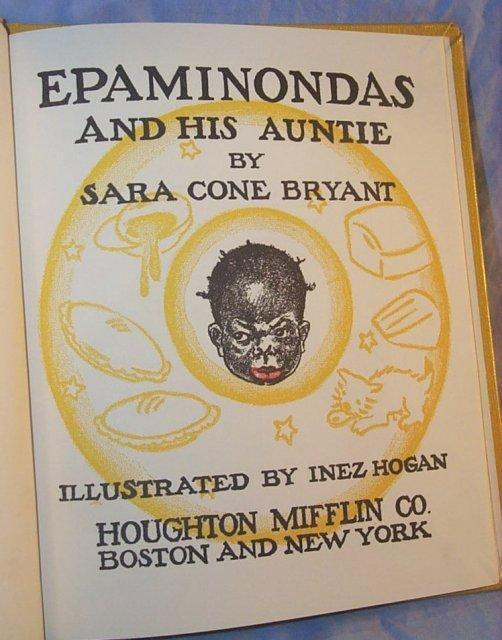 EPAMINONDAS
AND HIS AUNTIE
BY
SARA CONE BRYANT
ILLUSTRATED BY INEZ HOGAN
HOUGHTON MIFFLIN CO.
BOSTON AND NEW YORK